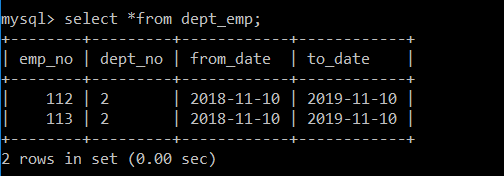 mysql> select *from dept_emp;
+--------+---------+------------+------------+
| emp_no | dept_no | from_date  | to_date    |
+--------+---------+------------+------------+
|    112 | 2       | 2018-11-10 | 2019-11-10 |
|    113 | 2       | 2018-11-10 | 2019-11-10 |
+--------+---------+------------+------------+
2 rows in set (0.00 sec)